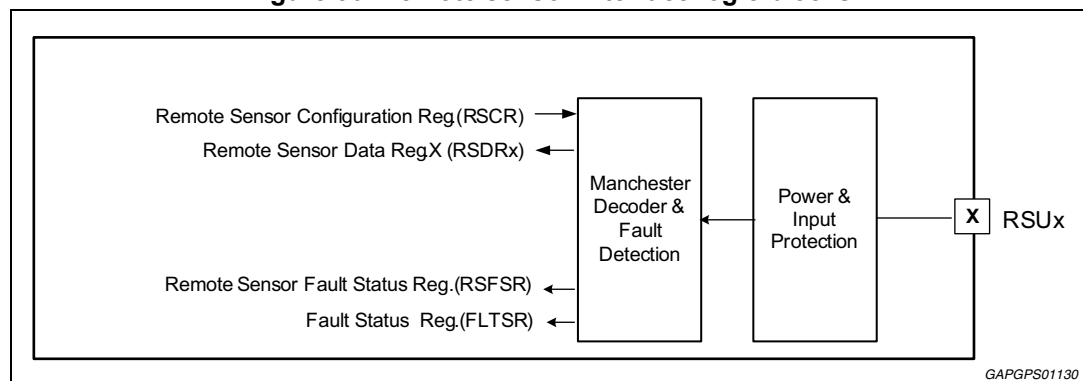 Remote Sensor Configuration Reg.(RSCR)
Remote Sensor Data Reg.X (RSDRx)
Manchester
Decoder &
Fault
Detection
Power &
Input
Protection
X
RSUx
Remote Sensor Fault Status Reg.(RSFSR)
Fault Status Reg.(FLTSR)
GAPGPS01130